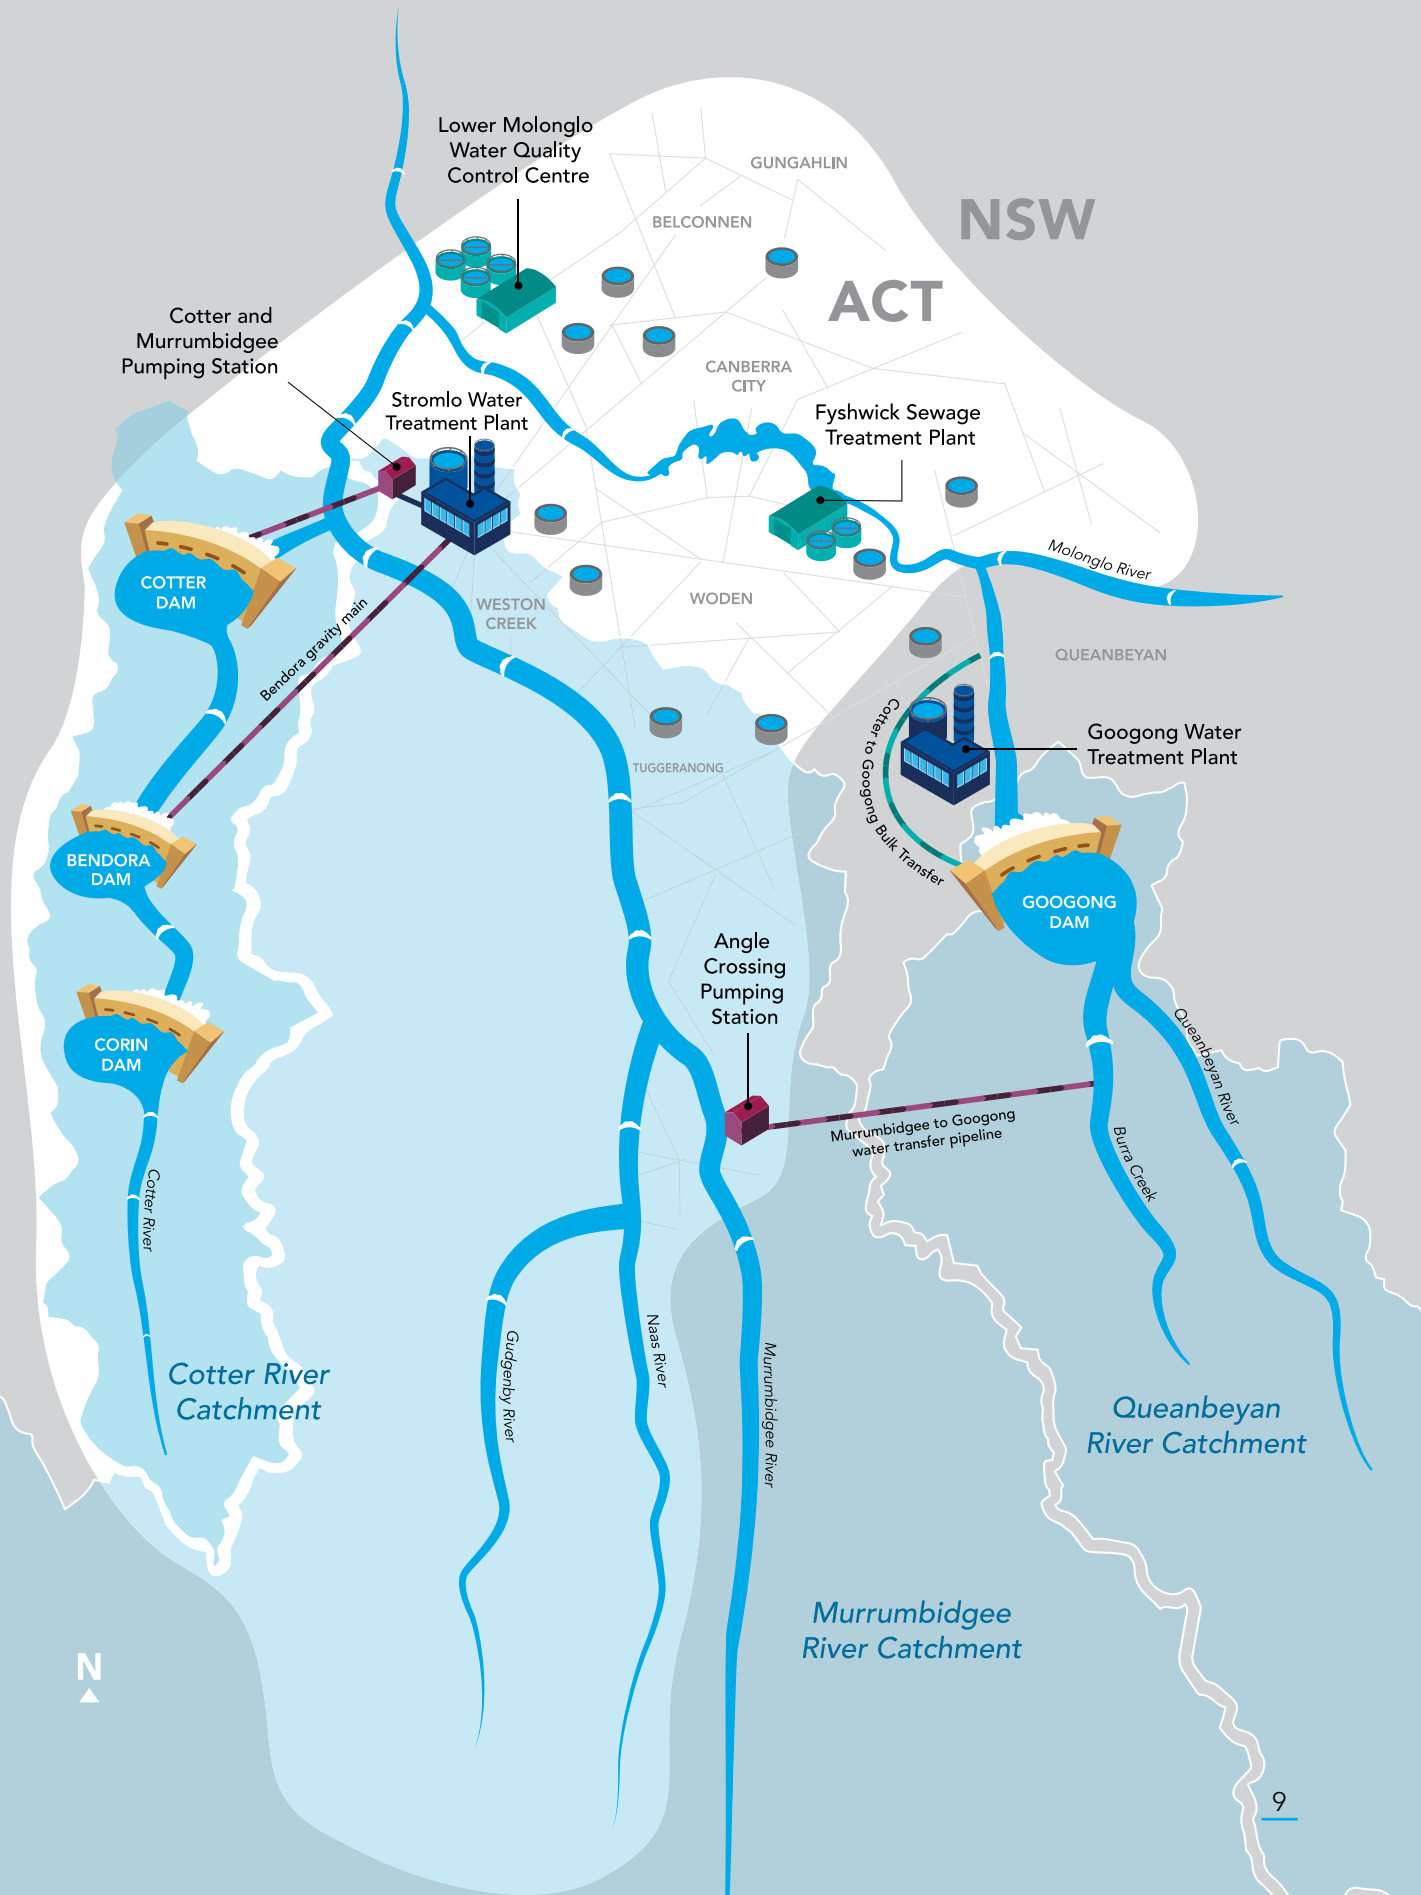 Lower Molonglo
Water Quality
Control Centre
GUNGAHLIN
BELCONNEN
NSW
ACT
Cotter and
Murrumbidgee
Pumping Station
CANBERRA
CITY
Stromlo Water
Treatment Plant
Fyshwick Sewage
Treatment Plant
Molonglo River
COTTER
DAM
WESTON
CREEK
WODEN
Bendora gravity main
QUEANBEYAN
Cotter to Googong Bulk Transfer
Googong Water
Treatment Plant
TUGGERANONG
BENDORA
DAM
GOOGONG
DAM
Angle
Crossing
Pumping
Station
CORIN
DAM
Queanbeyan River
Murrumbidgee to Googong
water transfer pipeline
Burra Creek
Cotter River
Naas River
Gudgenby River
Murrumbidgee River
Cotter River
Catchment
Queanbeyan
River Catchment
Murrumbidgee
River Catchment
N
9